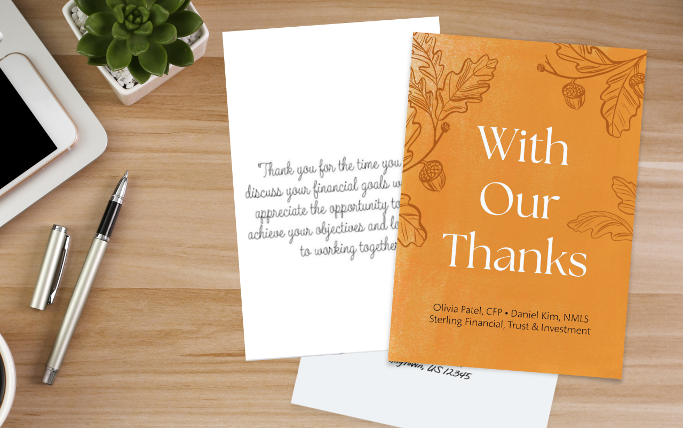 "Thank you for the time you
discuss your financial goals
appreciate the opportunity to
achieve your objectives and
to working together
With
Our
Thanks
Olivia Patel, CFP • Daniel Kim, NMLS
Sterling Financial, Trust & Investment
US 12345